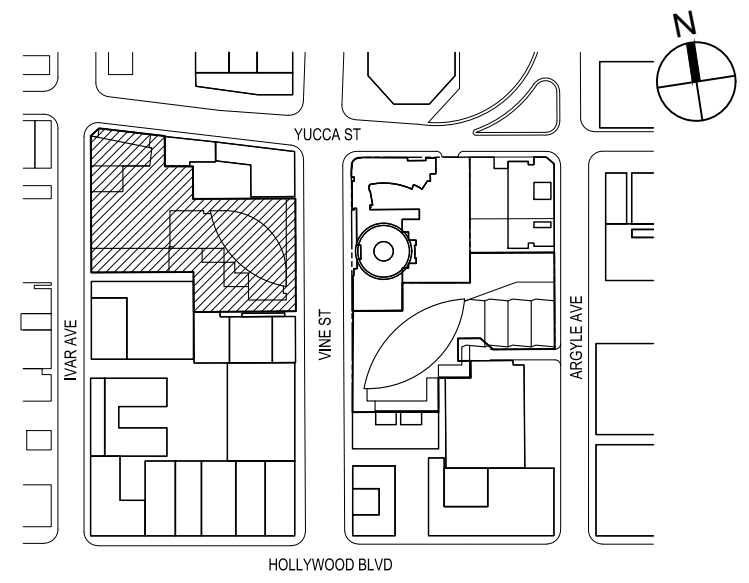 N
YUCCA ST
IVAR AVE
VINE ST
ARGYLE AVE
HOLLYWOOD BLVD